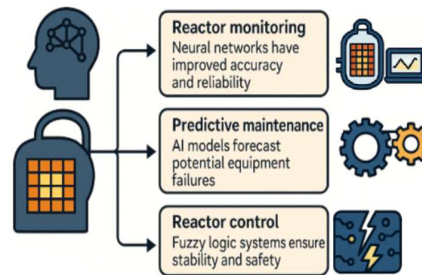 Reactor monitoring
Neural networks have
improved accuracy
and reliability
Predictive maintenance
AI models forecast
potential equipment
failures
Reactor control
Fuzzy logic systems ensure
stability and safety